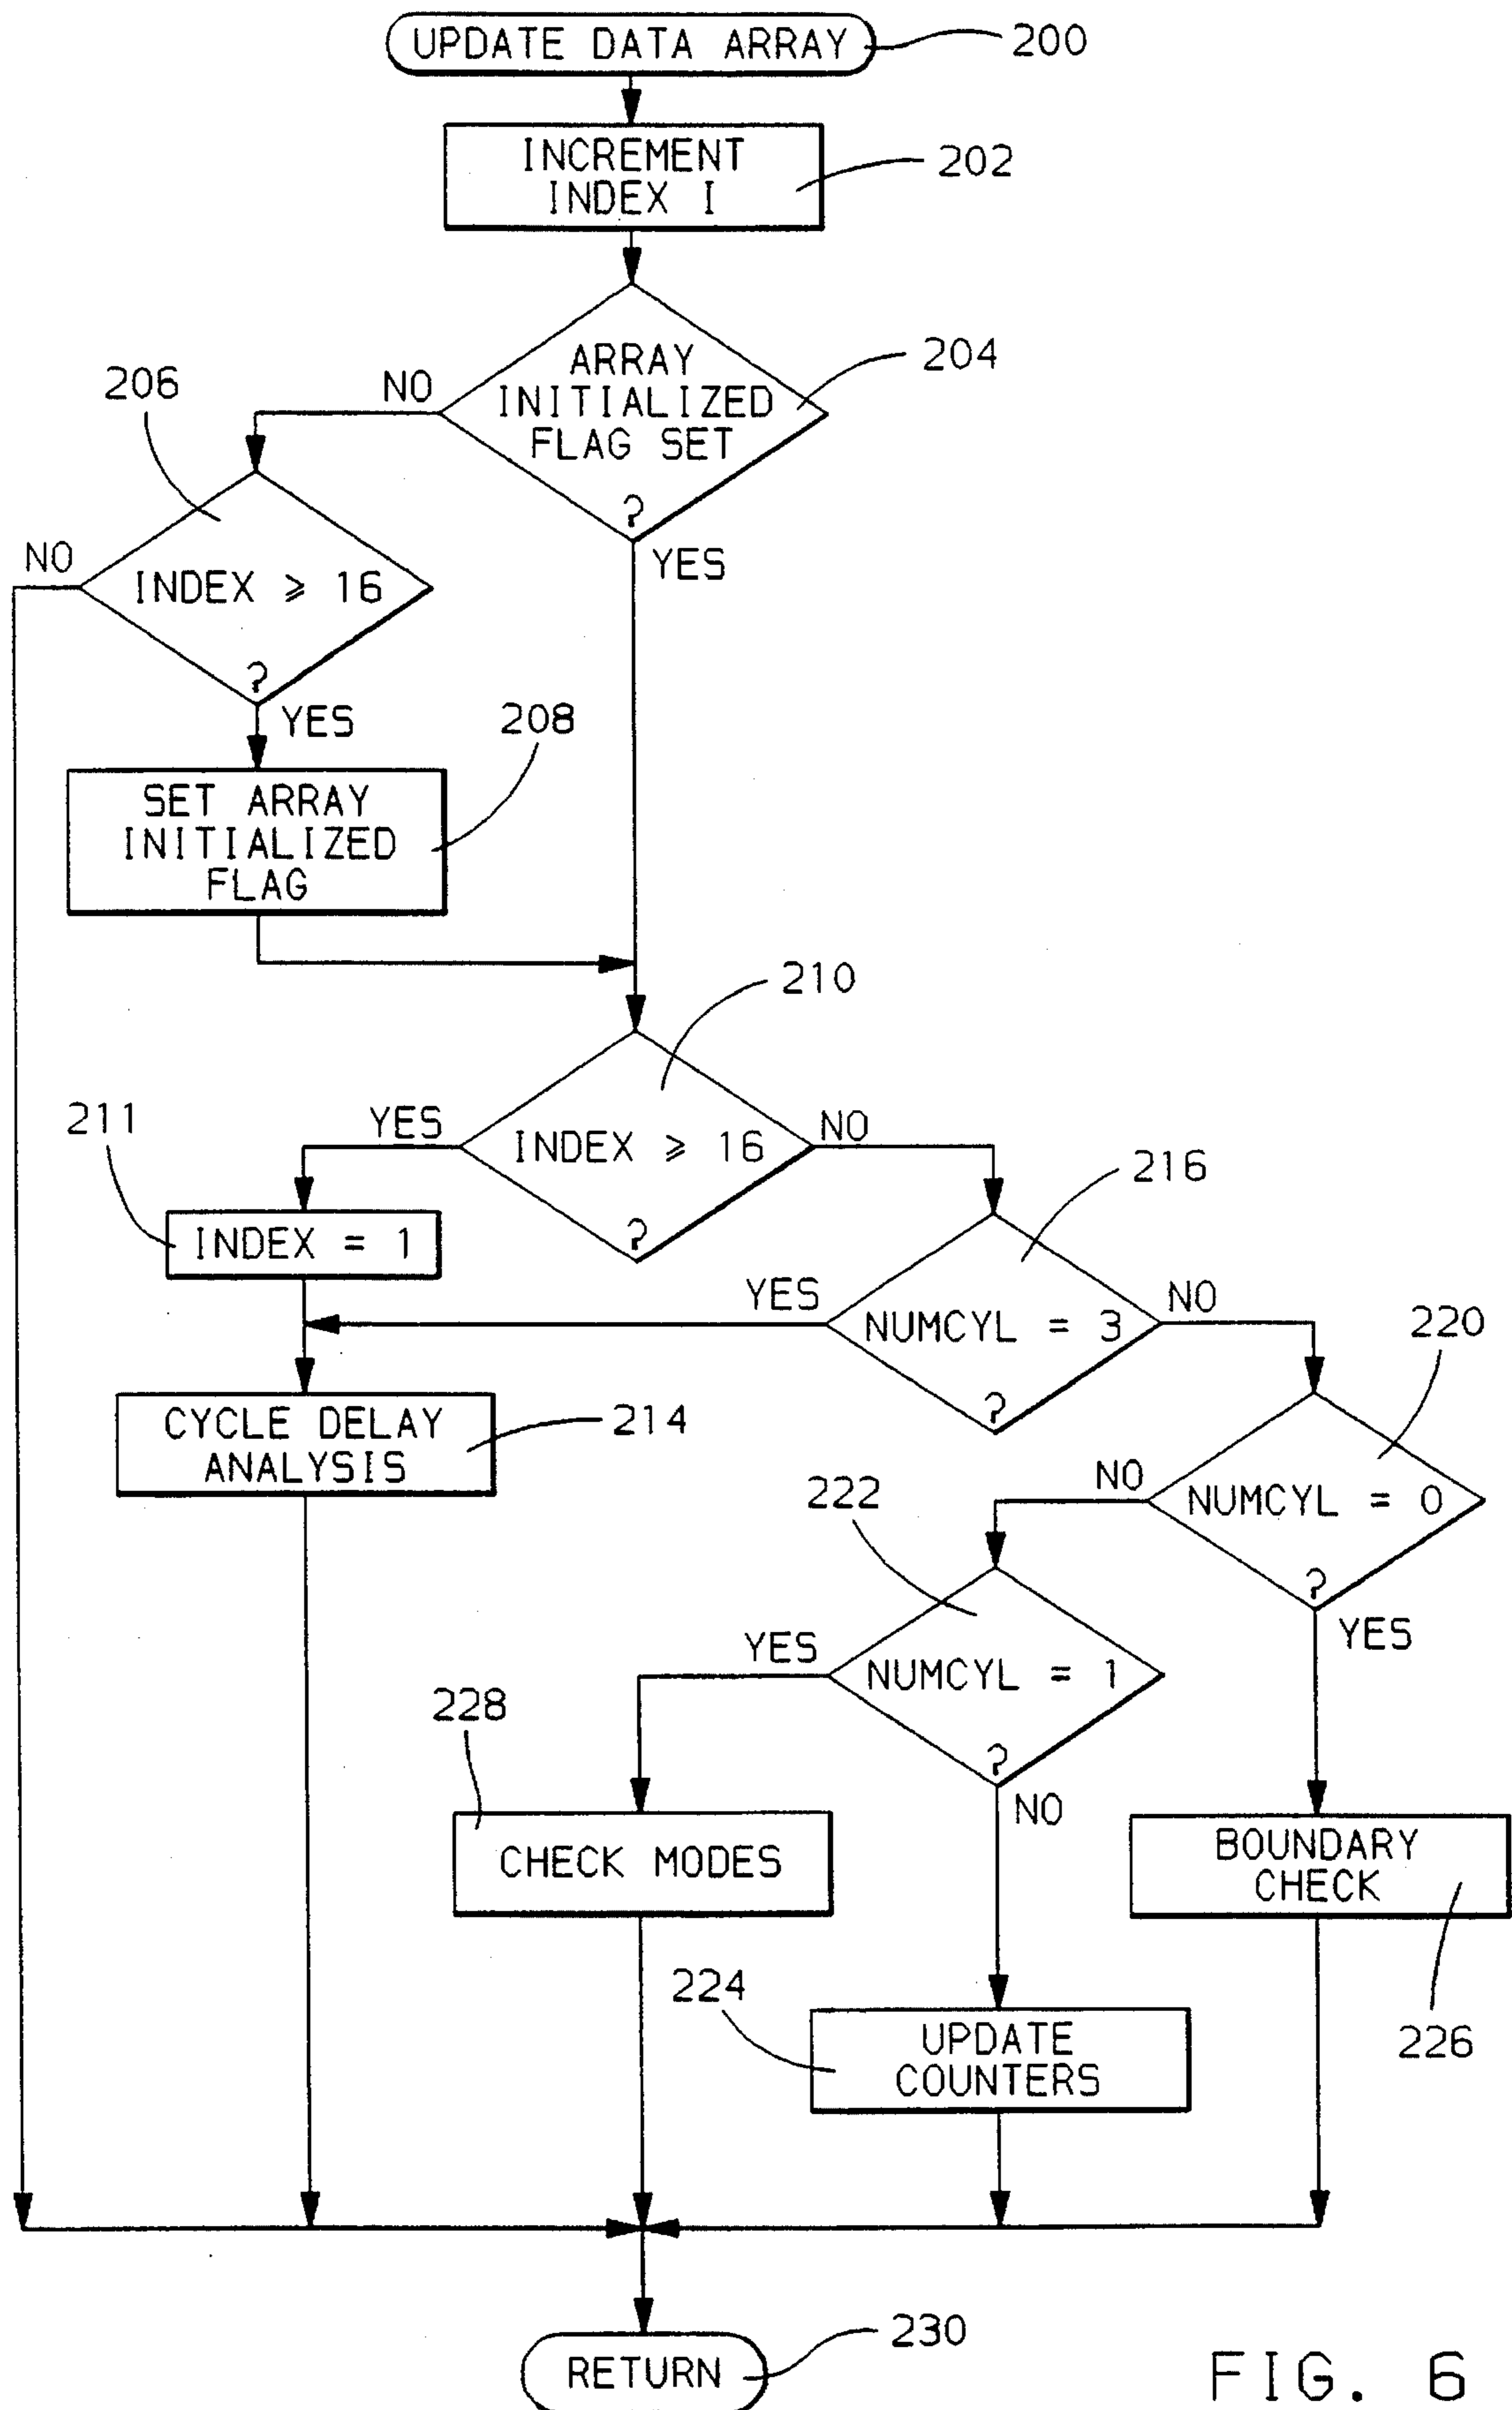 UPDATE DATA ARRAY
200
INCREMENT
INDEX I
202
ARRAY
INITIALIZED
FLAG SET
?
204
NO
YES
206
INDEX ⩾ 16
?
NO
YES
208
SET ARRAY
INITIALIZED
FLAG
210
INDEX ⩾ 16
?
YES
NO
211
INDEX = 1
216
NUMCYL = 3
?
YES
NO
CYCLE DELAY
ANALYSIS
214
220
NUMCYL = 0
?
NO
YES
222
NUMCYL = 1
?
YES
NO
228
CHECK MODES
BOUNDARY
CHECK
226
224
UPDATE
COUNTERS
RETURN
230
FIG. 6